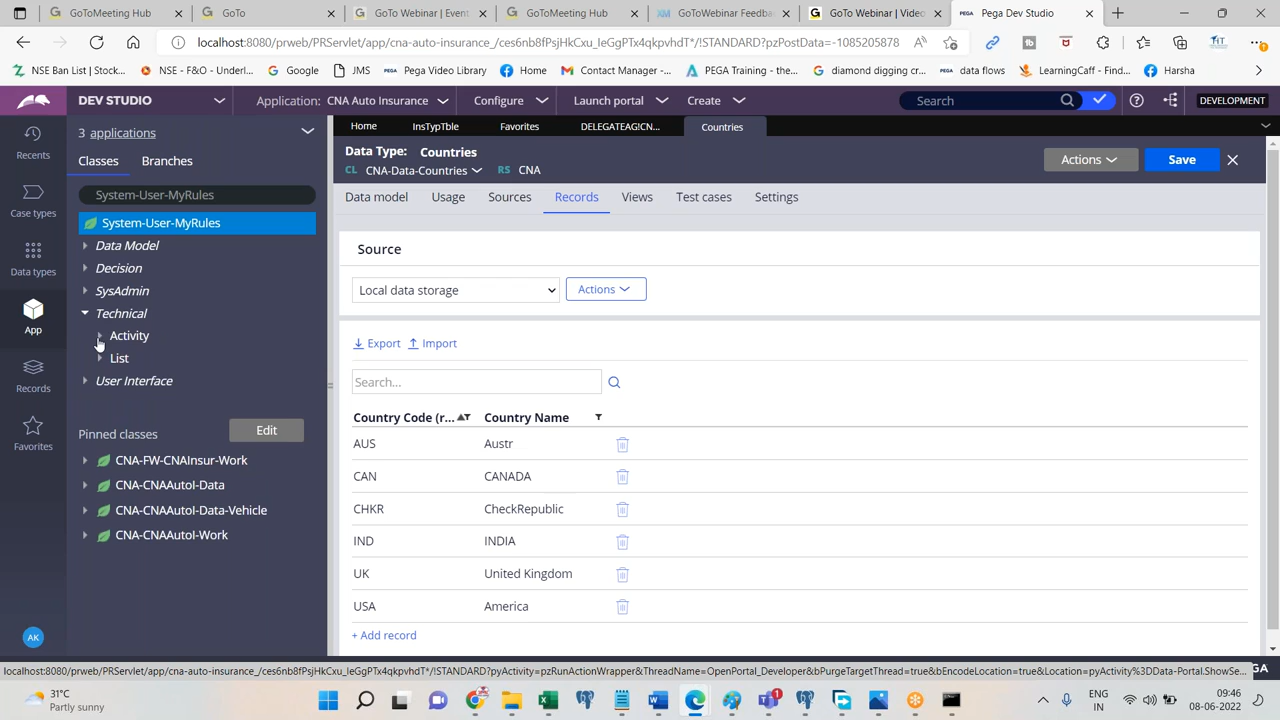 GoToMeeting Hub
GoTo
GoTo Webinar | Event
GoToMeeting Hub
GoToWebinar Feedba
GoTo Webinar | Video
PEGA Pega Dev Studio
localhost:8080/prweb/PRServlet/app/cna-auto-insurance_/ces6nb8fPsjHkCxu_IeGgPTx4qkpvhdT*/!STANDARD?pzPostData=-1085205878
NSE Ban List | Stock...
NSE - F&O - Underl...
Google
JMS
PEGA Pega Video Library
Home
Contact Manager -...
PEGA Training - the...
diamond digging cr...
PEGA data flows
LearningCaff - Find...
Harsha
DEV STUDIO
Application: CNA Auto Insurance
Configure
Launch portal
Create
Search
DEVELOPMENT
3 applications
Classes
Branches
System-User-MyRules
System-User-MyRules
Data Model
Decision
SysAdmin
Technical
Activity
List
User Interface
Pinned classes
Edit
CNA-FW-CNAInsur-Work
CNA-CNAAutoI-Data
CNA-CNAAutoI-Data-Vehicle
CNA-CNAAutoI-Work
Recents
Case types
Data types
App
Records
Favorites
AK
Home
InsTypTble
Favorites
DELEGATEAG!CN...
Countries
Data Type: Countries
CL CNA-Data-Countries
RS CNA
Actions
Save
Data model
Usage
Sources
Records
Views
Test cases
Settings
Source
Local data storage
Actions
Export
Import
Search...
Country Code (r...
Country Name
AUS
Austr
CAN
CANADA
CHKR
CheckRepublic
IND
INDIA
UK
United Kingdom
USA
America
+ Add record
localhost:8080/prweb/PRServlet/app/cna-auto-insurance_/ces6nb8fPsjHkCxu_IeGgPTx4qkpvhdT*/!STANDARD?pyActivity=pzRunActionWrapper&ThreadName=OpenPortal_Developer&bPurgeTargetThread=true&bEncodeLocation=true&Location=pyActivity%3DData-Portal.ShowSe...
GA
31°C
Partly sunny
1
ENG
IN
09:46
08-06-2022